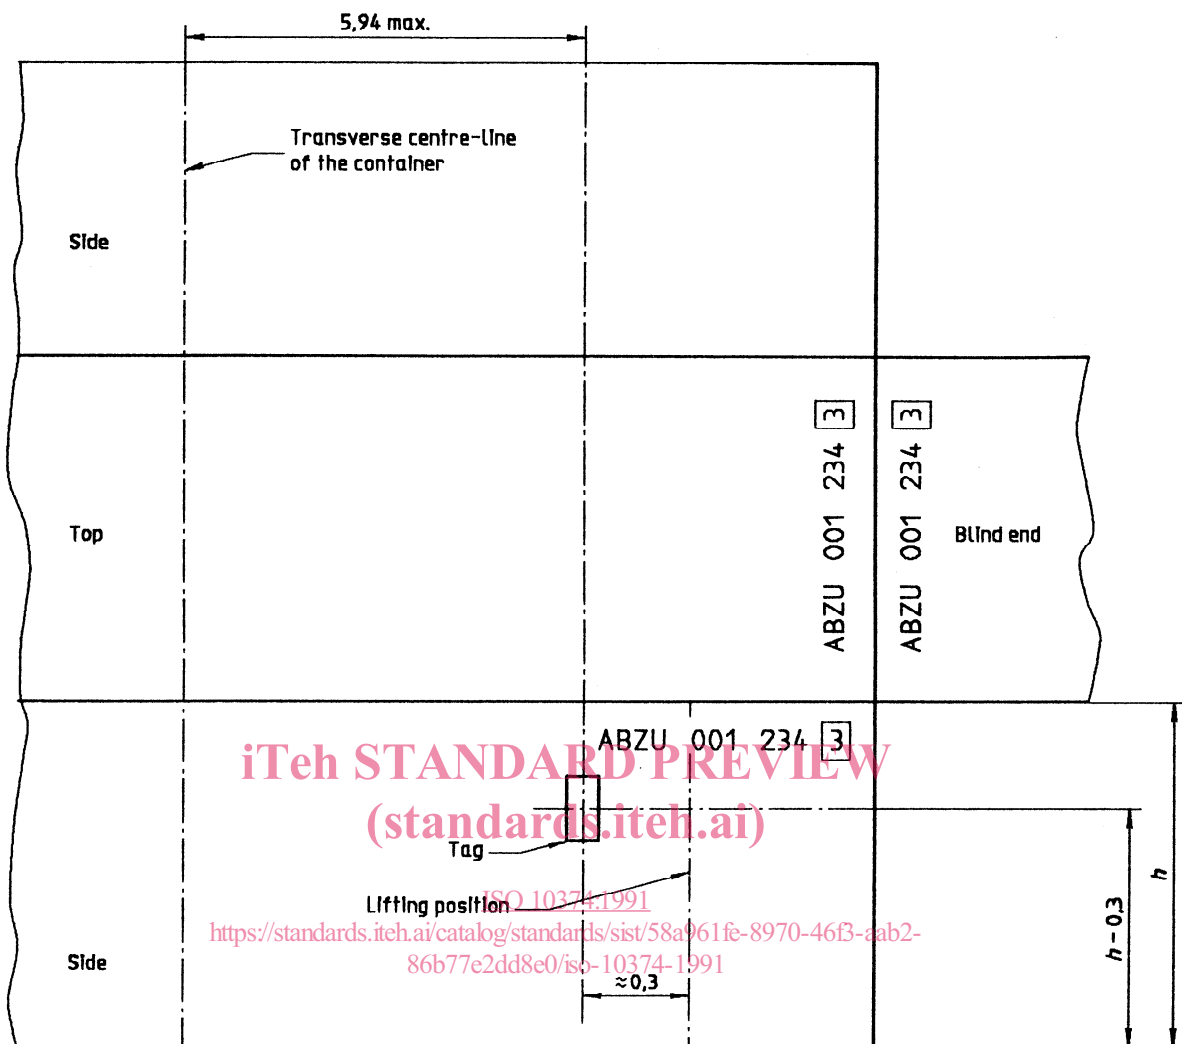 5,94 max.
Transverse centre-line
of the container
Side
Top
ABZU 001 234 3
ABZU 001 234 3
Blind end
ABZU 001 234 3
iTeh STANDARD PREVIEW
(standards.iteh.ai)
Tag
Lifting position
ISO 10374:1991
https://standards.iteh.ai/catalog/standards/sist/58a961fe-8970-46f3-aab2-
86b77e2dd8e0/iso-10374-1991
Side
≈0,3
h - 0,3
h